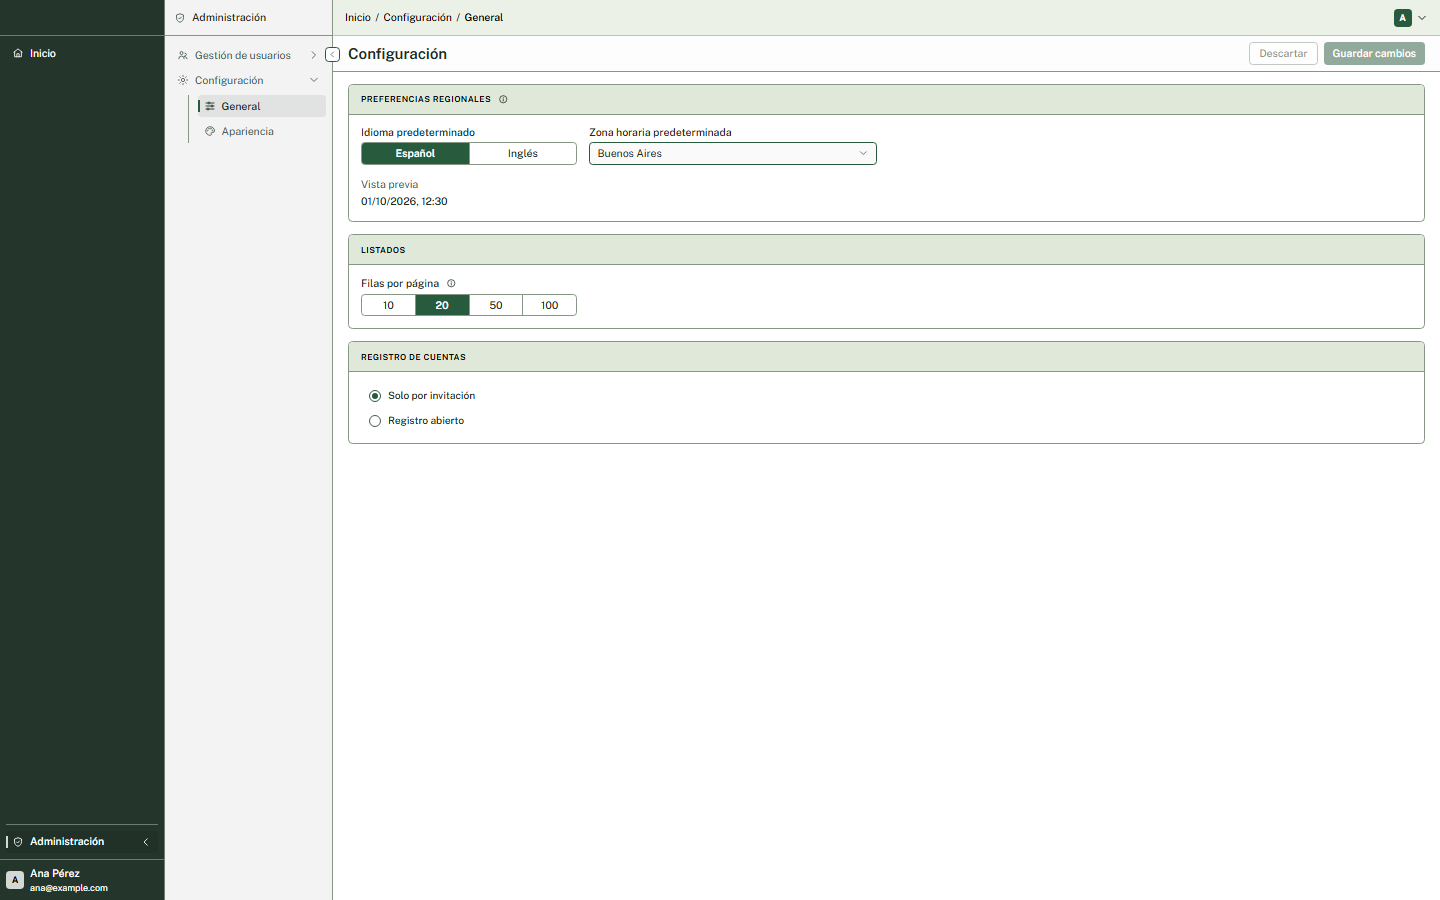 Inicio
Administración
Ana Pérez
A
ana@example.com
Administración
Gestión de usuarios
Configuración
General
Apariencia
Inicio / Configuración / General
A
Configuración
Descartar
Guardar cambios
PREFERENCIAS REGIONALES
Idioma predeterminado
Español
Inglés
Zona horaria predeterminada
Buenos Aires
Vista previa
01/10/2026, 12:30
LISTADOS
Filas por página
10
20
50
100
REGISTRO DE CUENTAS
Solo por invitación
Registro abierto